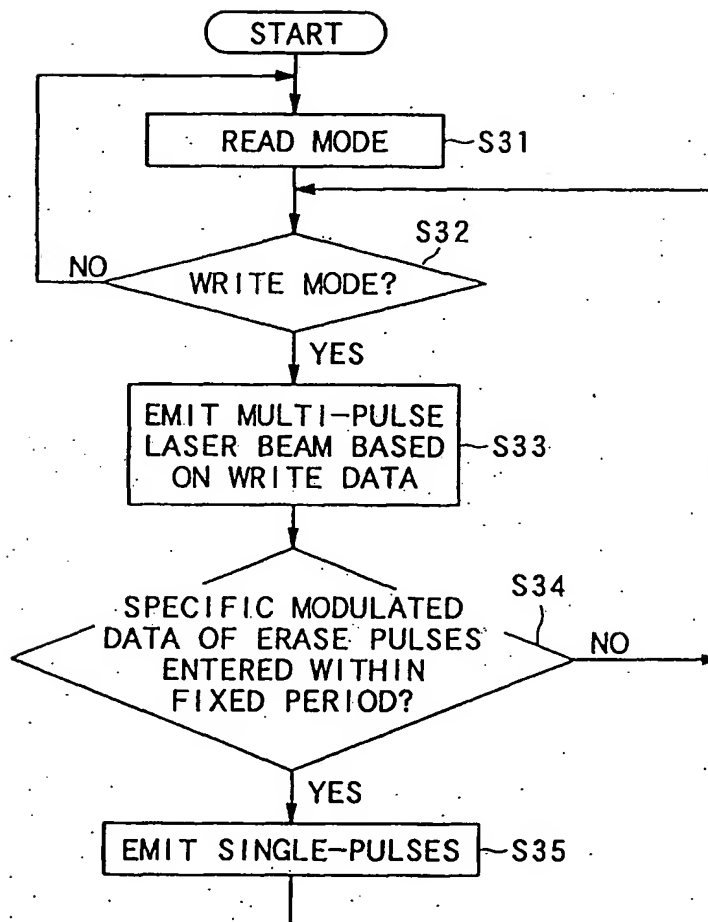 START
READ MODE
S31
S32
NO
WRITE MODE?
YES
EMIT MULTI-PULSE
LASER BEAM BASED
ON WRITE DATA
S33
S34
SPECIFIC MODULATED
DATA OF ERASE PULSES
ENTERED WITHIN
FIXED PERIOD?
NO
YES
EMIT SINGLE-PULSES
S35